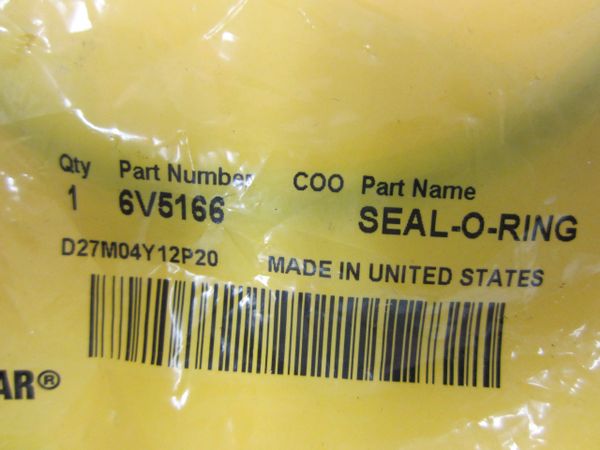 Qty Part Number COO Part Name
1 6V5166 SEAL-O-RING
D27M04Y12P20 MADE IN UNITED STATES
AR®